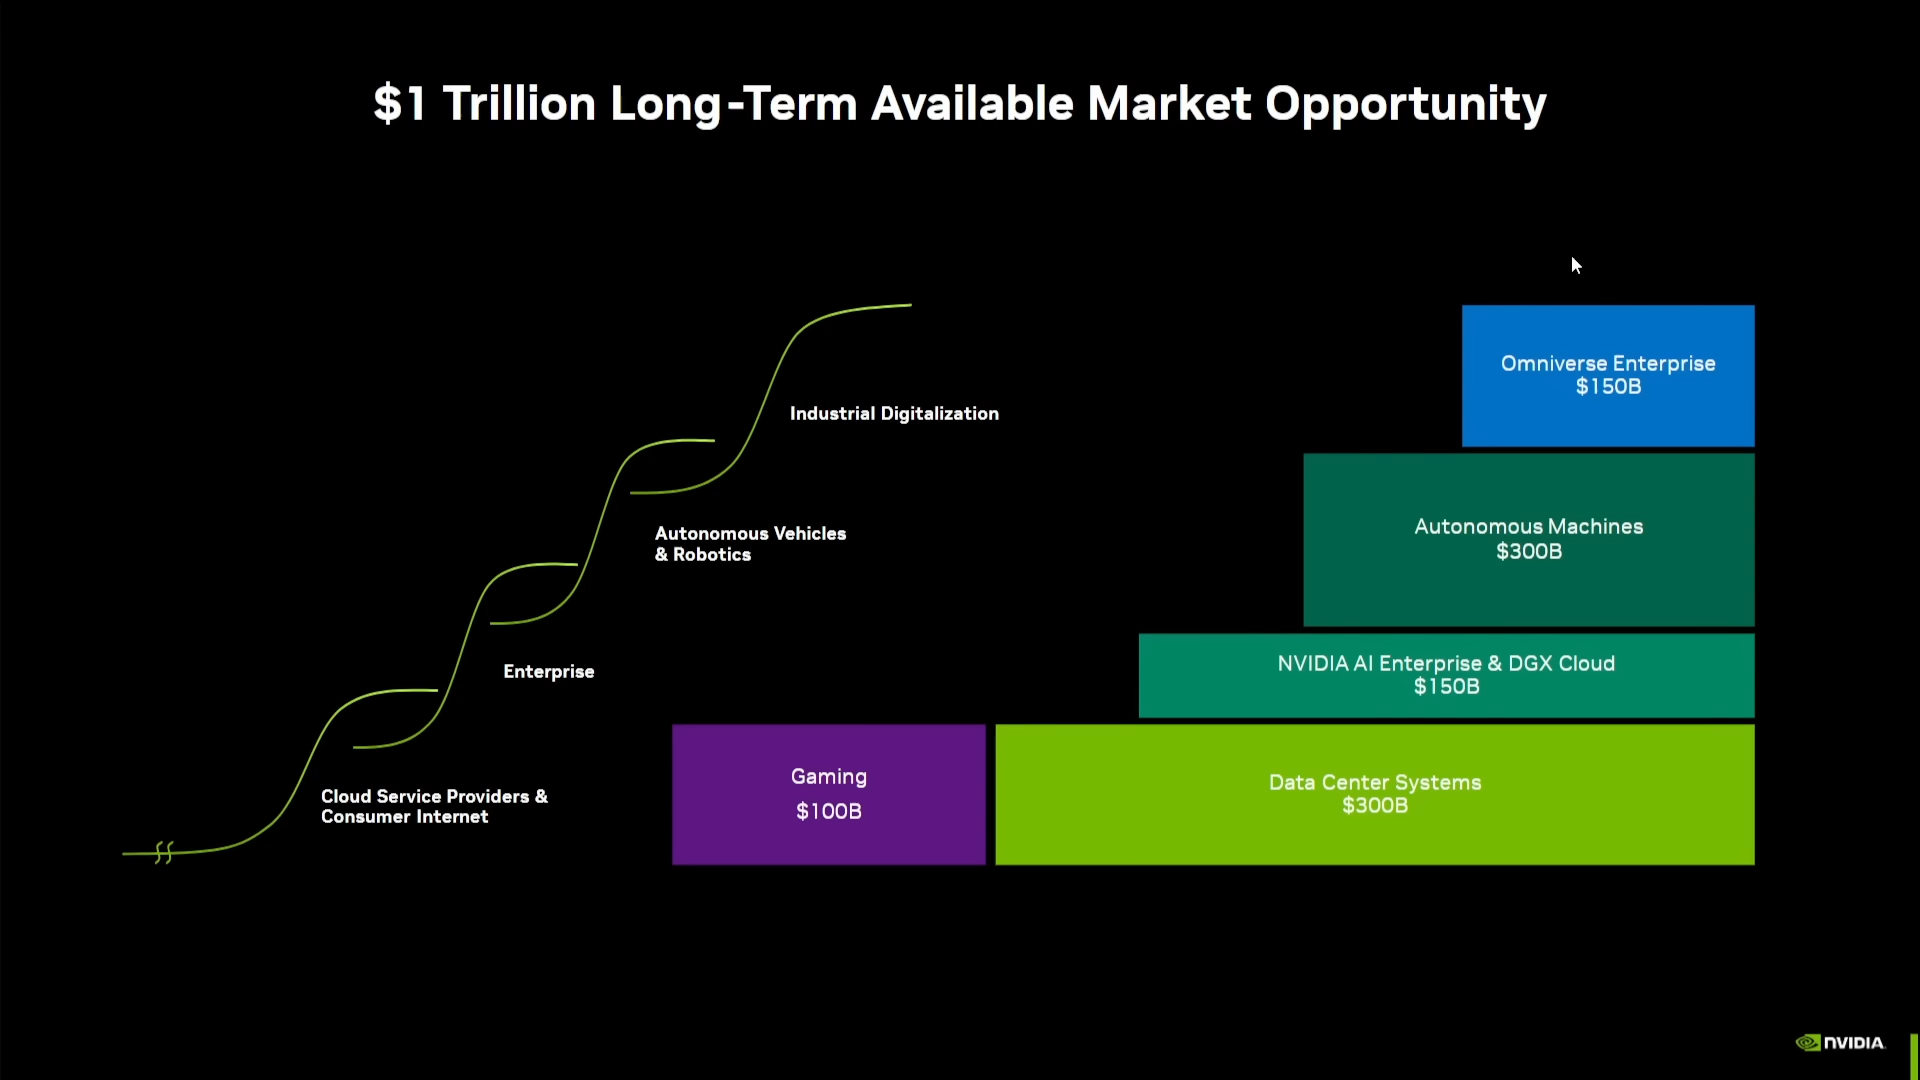 $1 Trillion Long-Term Available Market Opportunity
Industrial Digitalization
Autonomous Vehicles
& Robotics
Enterprise
Cloud Service Providers &
Consumer Internet
Omniverse Enterprise
$150B
Autonomous Machines
$300B
NVIDIA AI Enterprise & DGX Cloud
$150B
Gaming
$100B
Data Center Systems
$300B
NVIDIA.